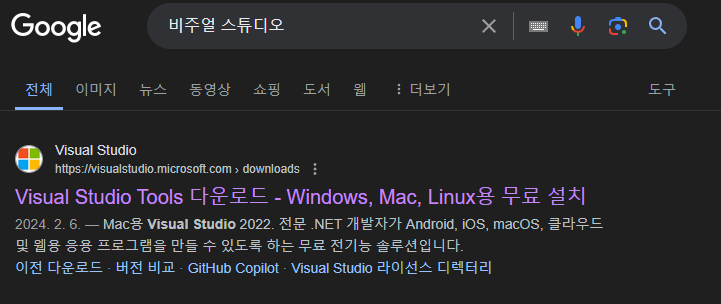 Google
비주얼 스튜디오
전체 이미지 뉴스 동영상 쇼핑 도서 웹 더보기 도구
Visual Studio
https://visualstudio.microsoft.com › downloads
Visual Studio Tools 다운로드 - Windows, Mac, Linux용 무료 설치
2024. 2. 6. — Mac용 Visual Studio 2022. 전문 .NET 개발자가 Android, iOS, macOS, 클라우드
및 웹용 응용 프로그램을 만들 수 있도록 하는 무료 전기능 솔루션입니다.
이전 다운로드 · 버전 비교 · GitHub Copilot · Visual Studio 라이선스 디렉터리